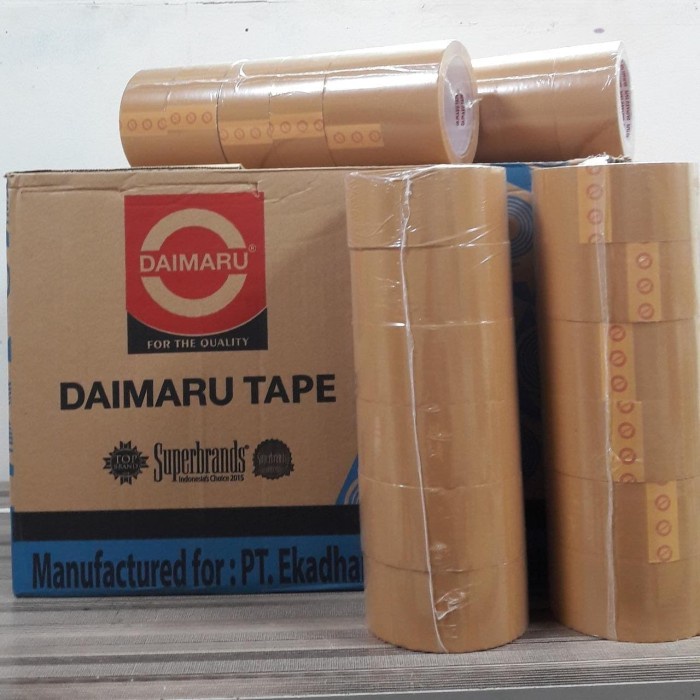 DAIMARU®
FOR THE QUALITY
DAIMARU TAPE
TOP
BRAND
Superbrands®
Indonesia's Choice 2015
Manufactured for : PT. Ekadha